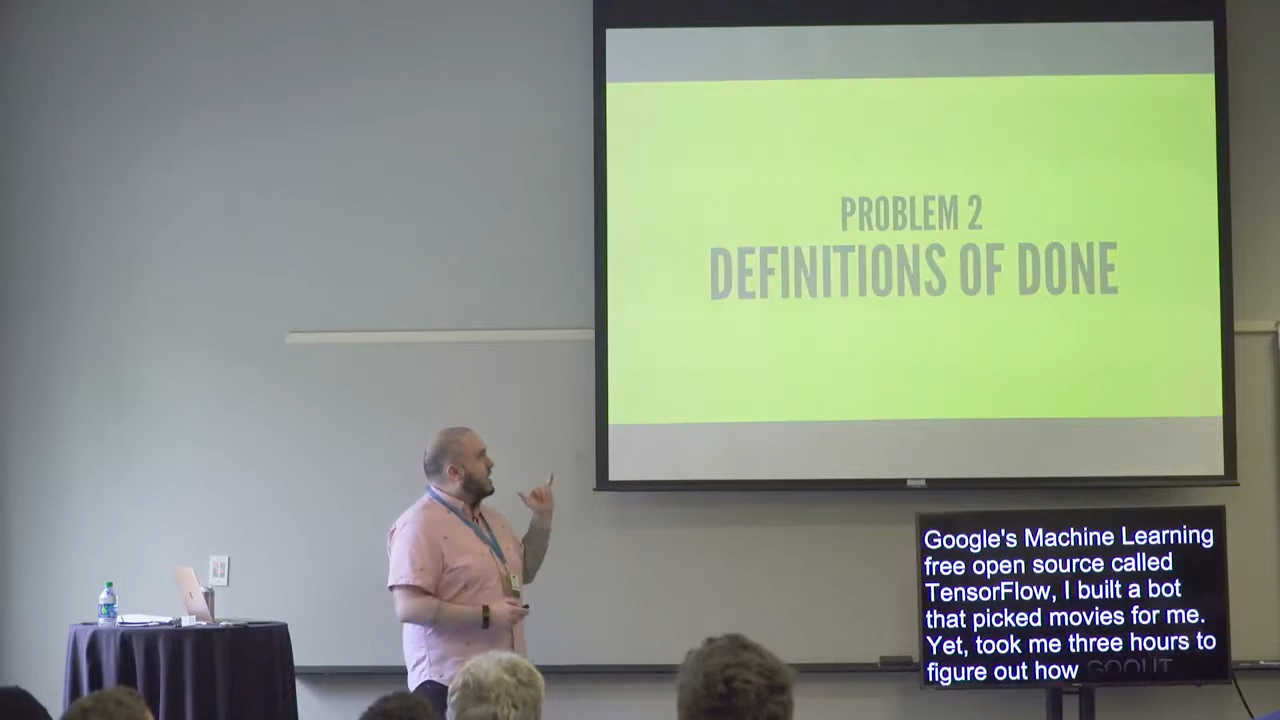 PROBLEM 2
DEFINITIONS OF DONE
Google's Machine Learning
free open source called
TensorFlow, I built a bot
that picked movies for me.
Yet, took me three hours to
figure out how